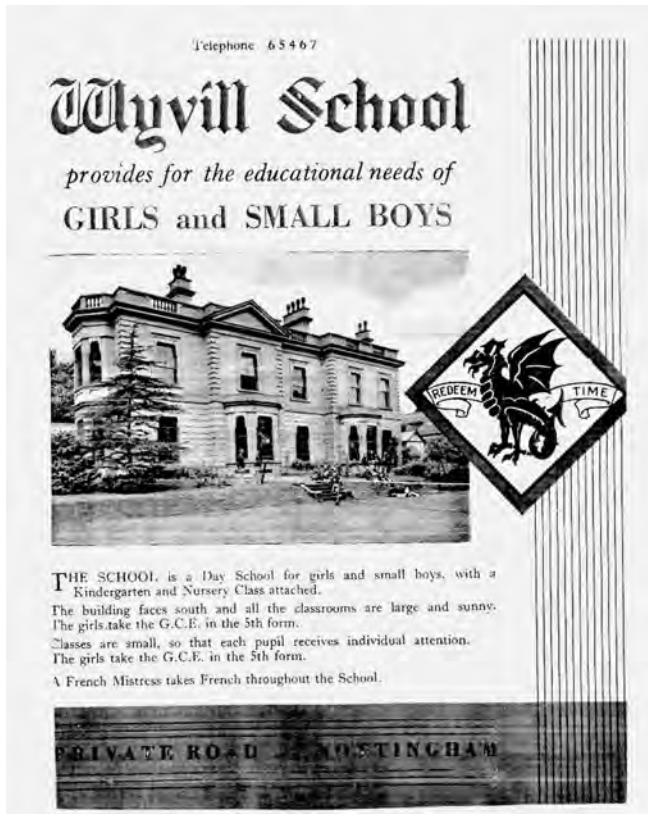 Telephone 65467
Wyvill School
provides for the educational needs of
GIRLS and SMALL BOYS
REDEEM TIME
THE SCHOOL is a Day School for girls and small boys, with a
Kindergarten and Nursery Class attached.
The building faces south and all the classrooms are large and sunny.
The girls take the G.C.E. in the 5th form.
Classes are small, so that each pupil receives individual attention.
The girls take the G.C.E. in the 5th form.
A French Mistress takes French throughout the School.
PRIVATE ROAD NOTTINGHAM